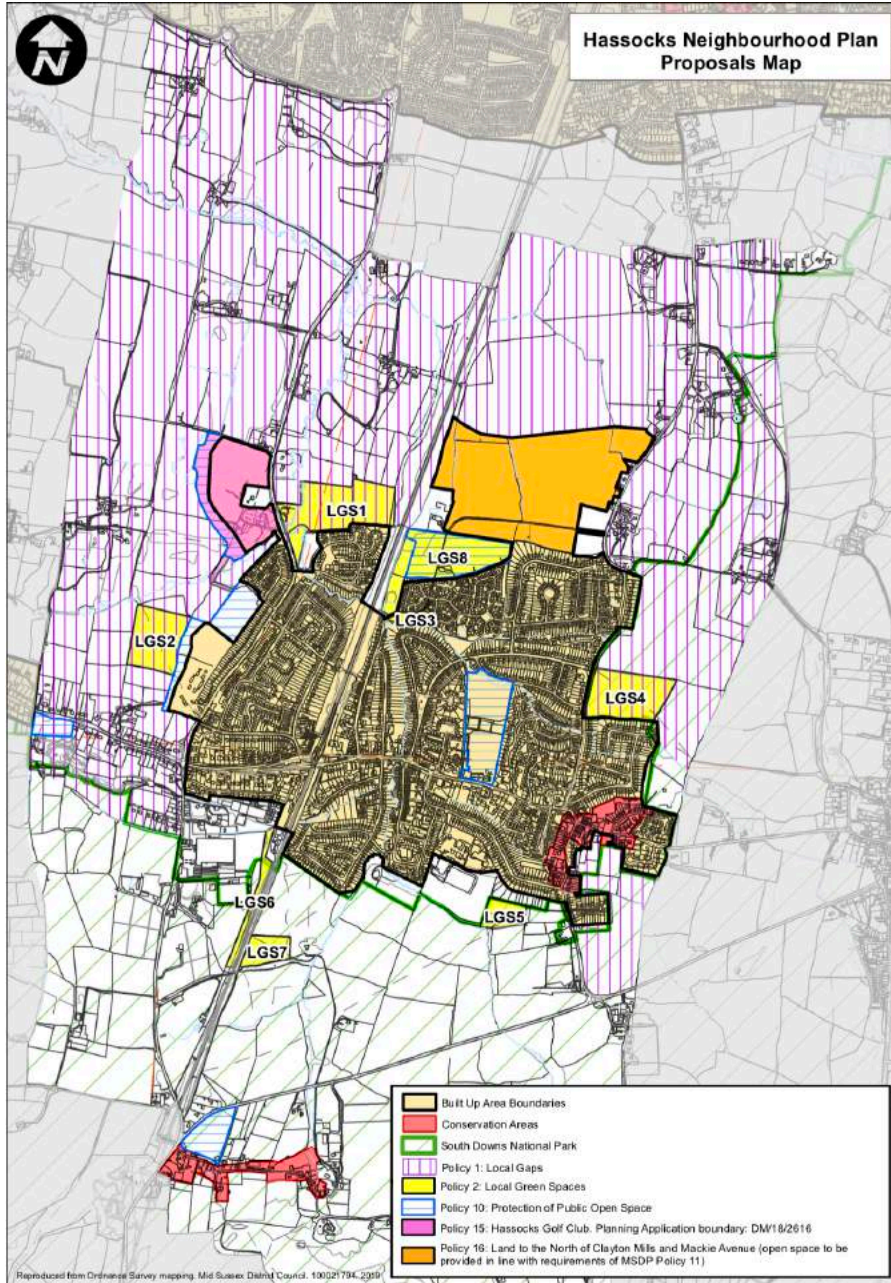 N
Hassocks Neighbourhood Plan
Proposals Map
LGS1
LGS8
LGS3
LGS2
LGS4
LGS6
LGS5
LGS7
Built Up Area Boundaries
Conservation Areas
South Downs National Park
Policy 1: Local Gaps
Policy 2: Local Green Spaces
Policy 10: Protection of Public Open Space
Policy 15: Hassocks Golf Club. Planning Application boundary: DM/18/2616
Policy 16: Land to the North of Clayton Mills and Mackie Avenue (open space to be
provided in line with requirements of MSDP Policy 11)
Reproduced from Ordnance Survey mapping. Mid Sussex District Council. 100021794. 2019